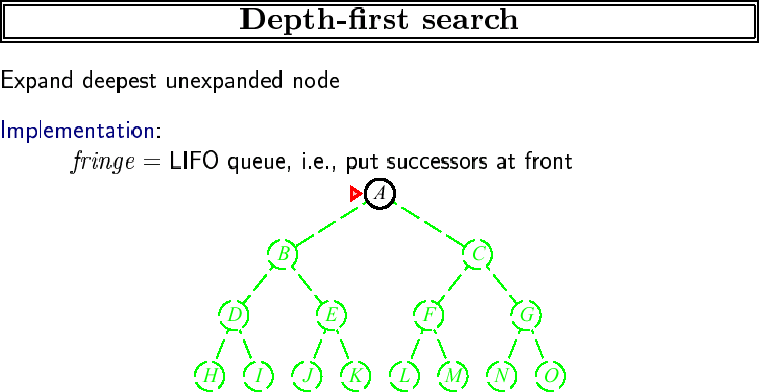 Depth-first search
Expand deepest unexpanded node
Implementation:
fringe = LIFO queue, i.e., put successors at front
A
B C
D E F G
H I J K L M N O